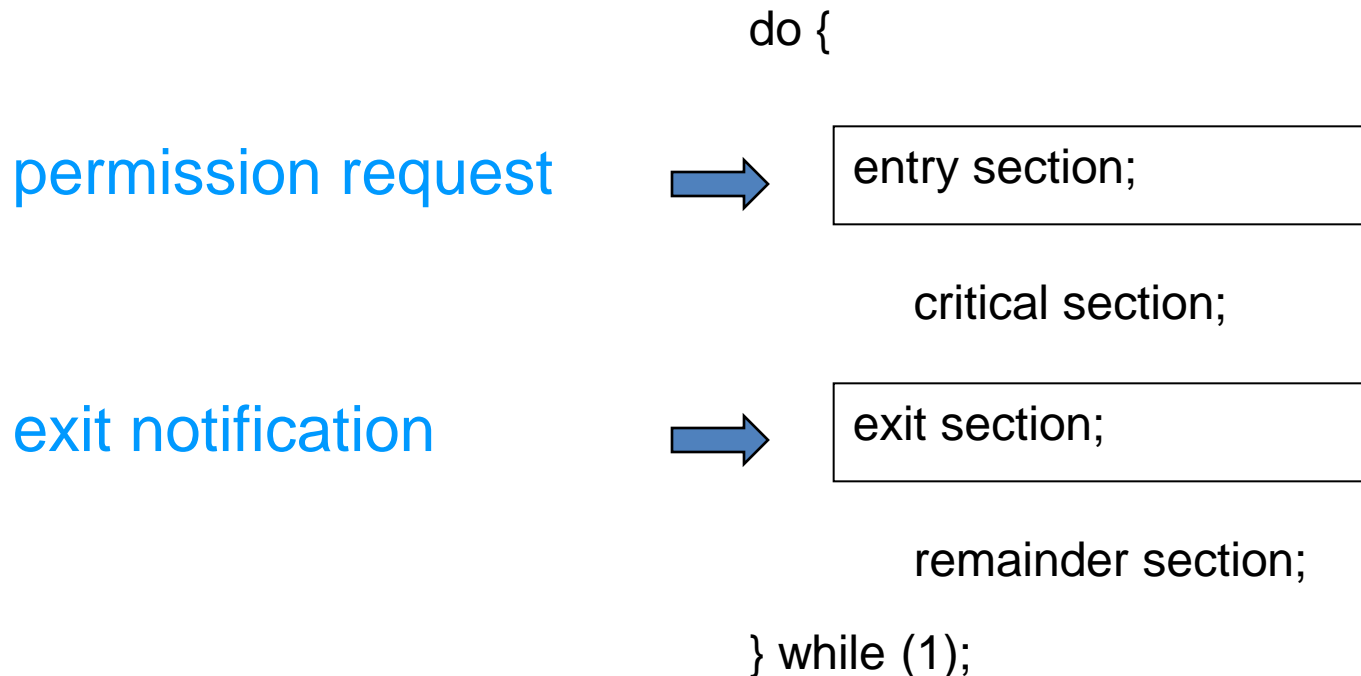 do {
permission request entry section;
critical section;
exit notification exit section;
remainder section;
} while (1);